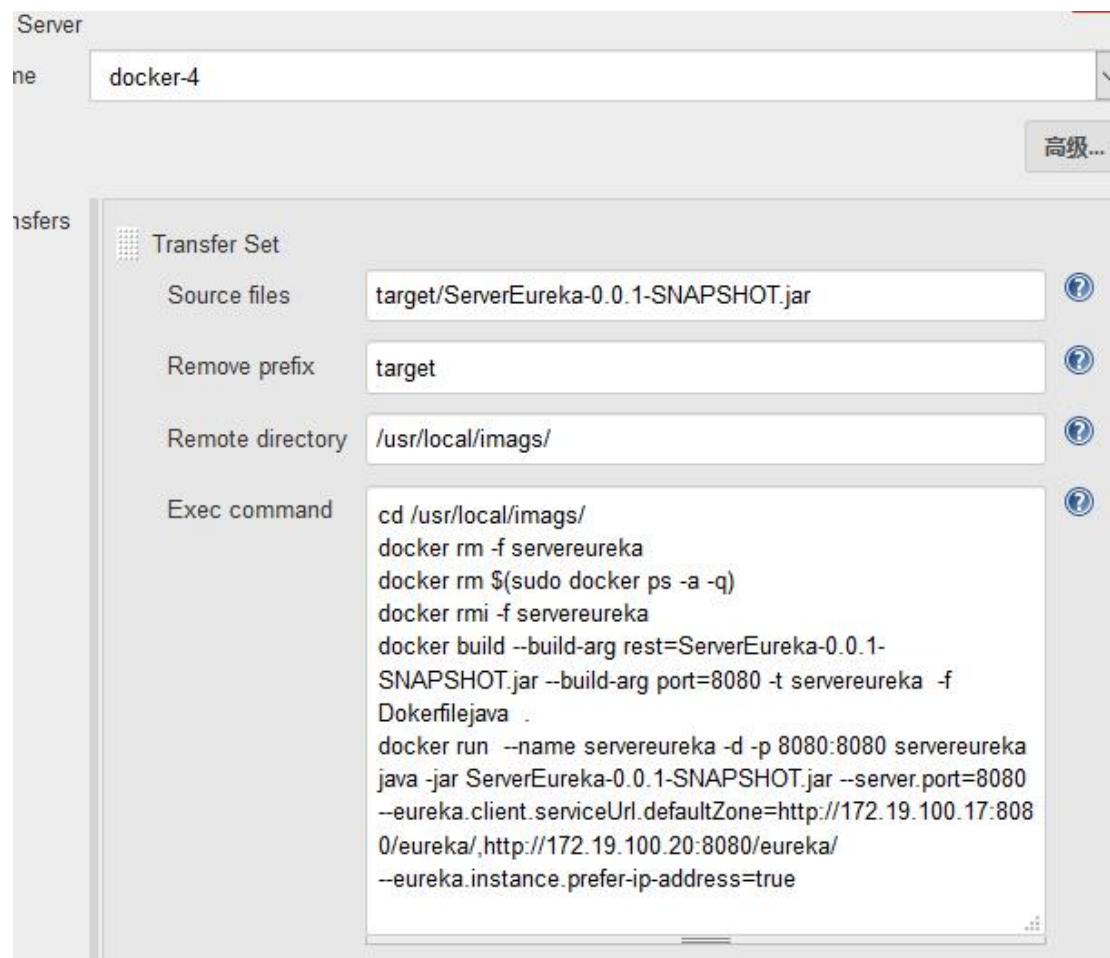 Server
me
docker-4
高级...
nsfers
Transfer Set
Source files
target/ServerEureka-0.0.1-SNAPSHOT.jar
Remove prefix
target
Remote directory
/usr/local/imags/
Exec command
cd /usr/local/imags/
docker rm -f servereureka
docker rm $(sudo docker ps -a -q)
docker rmi -f servereureka
docker build --build-arg rest=ServerEureka-0.0.1-
SNAPSHOT.jar --build-arg port=8080 -t servereureka  -f
Dokerfilejava  .
docker run  --name servereureka -d -p 8080:8080 servereureka
java -jar ServerEureka-0.0.1-SNAPSHOT.jar --server.port=8080
--eureka.client.serviceUrl.defaultZone=http://172.19.100.17:808
0/eureka/,http://172.19.100.20:8080/eureka/
--eureka.instance.prefer-ip-address=true